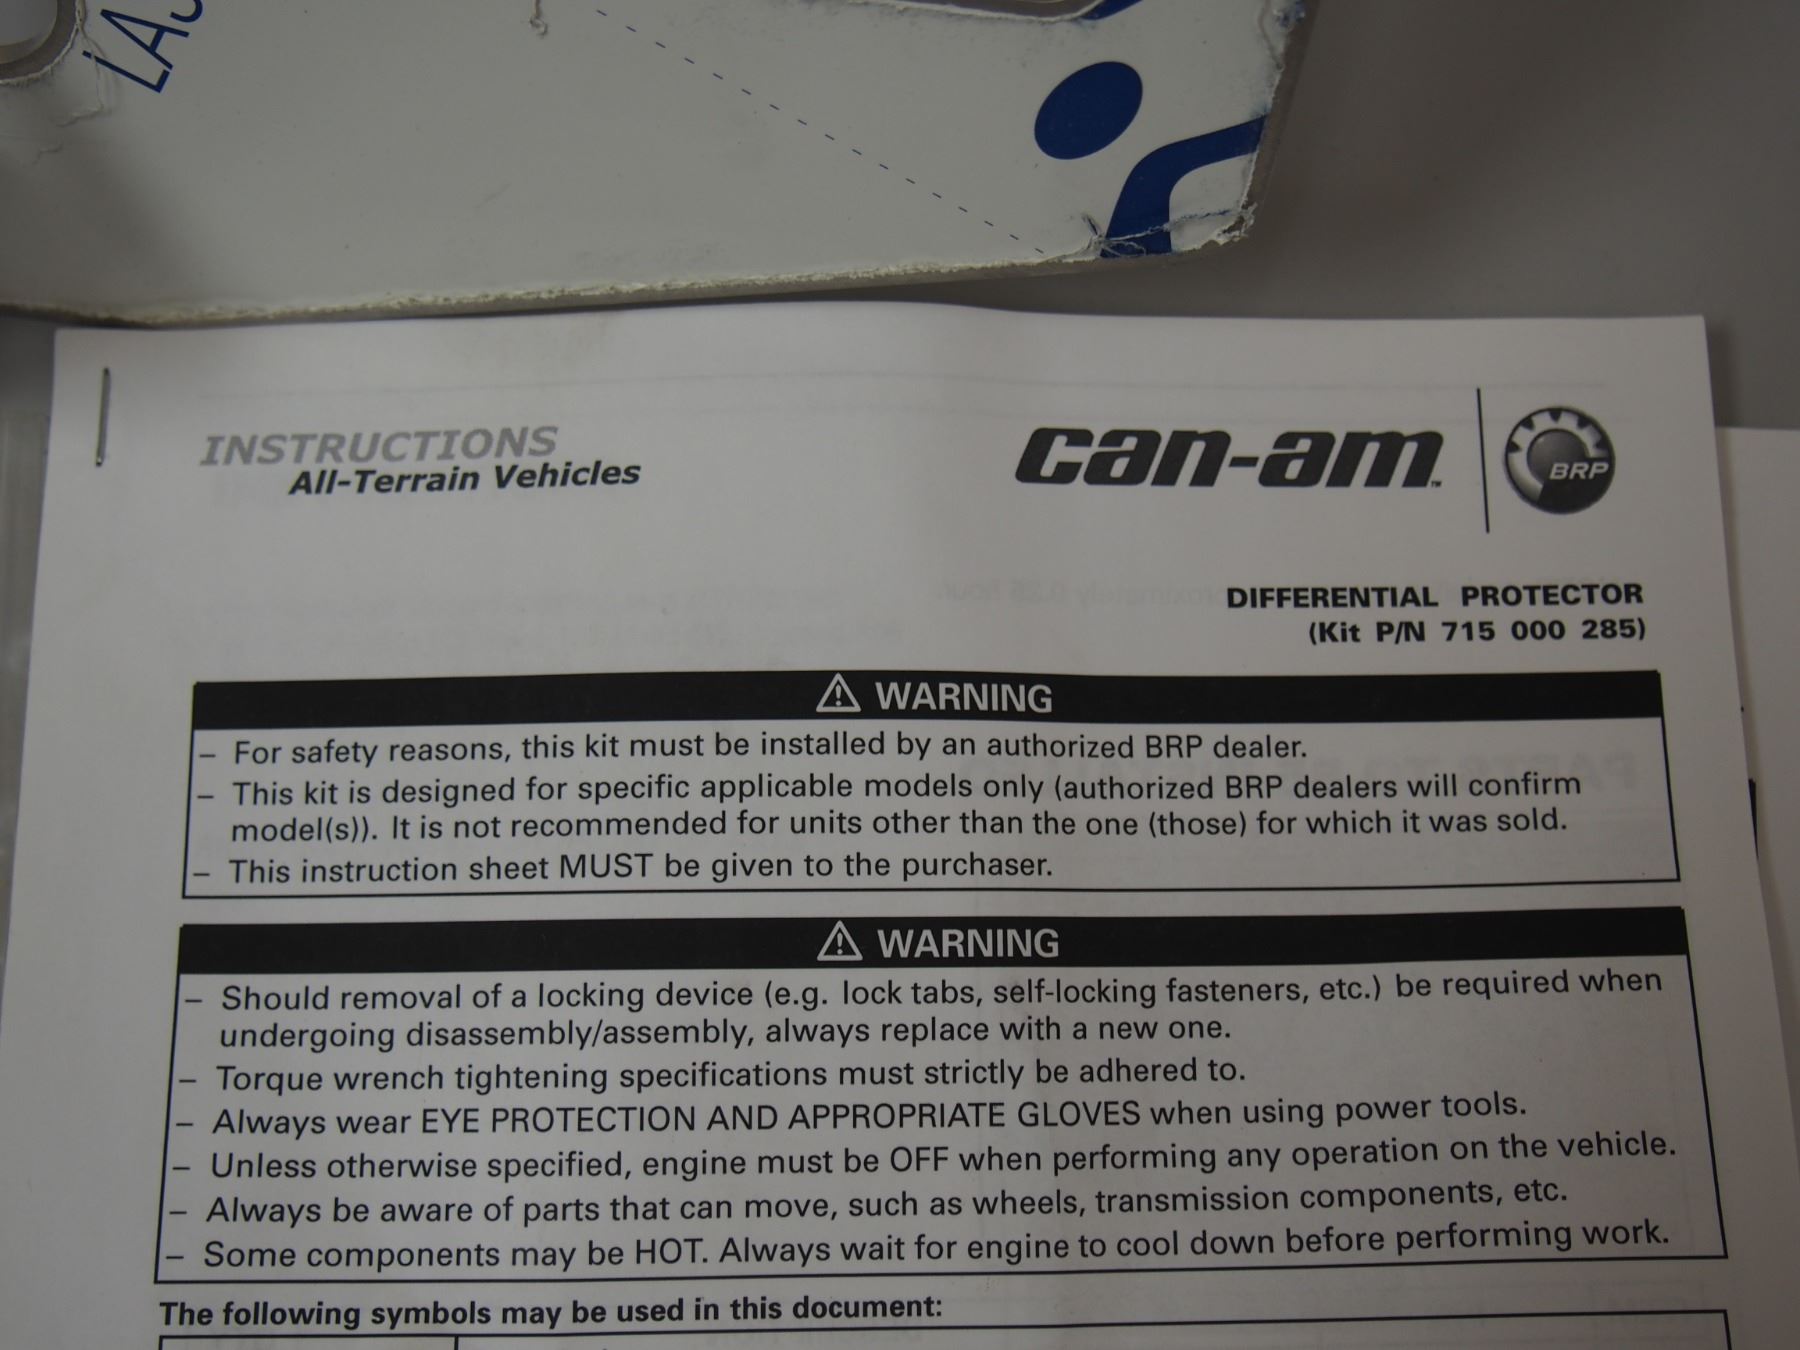 INSTRUCTIONS
All-Terrain Vehicles
can-am™
BRP
DIFFERENTIAL PROTECTOR
(Kit P/N 715 000 285)
⚠ WARNING
– For safety reasons, this kit must be installed by an authorized BRP dealer.
– This kit is designed for specific applicable models only (authorized BRP dealers will confirm
model(s)). It is not recommended for units other than the one (those) for which it was sold.
– This instruction sheet MUST be given to the purchaser.
⚠ WARNING
– Should removal of a locking device (e.g. lock tabs, self-locking fasteners, etc.) be required when
undergoing disassembly/assembly, always replace with a new one.
– Torque wrench tightening specifications must strictly be adhered to.
– Always wear EYE PROTECTION AND APPROPRIATE GLOVES when using power tools.
– Unless otherwise specified, engine must be OFF when performing any operation on the vehicle.
– Always be aware of parts that can move, such as wheels, transmission components, etc.
– Some components may be HOT. Always wait for engine to cool down before performing work.
The following symbols may be used in this document: